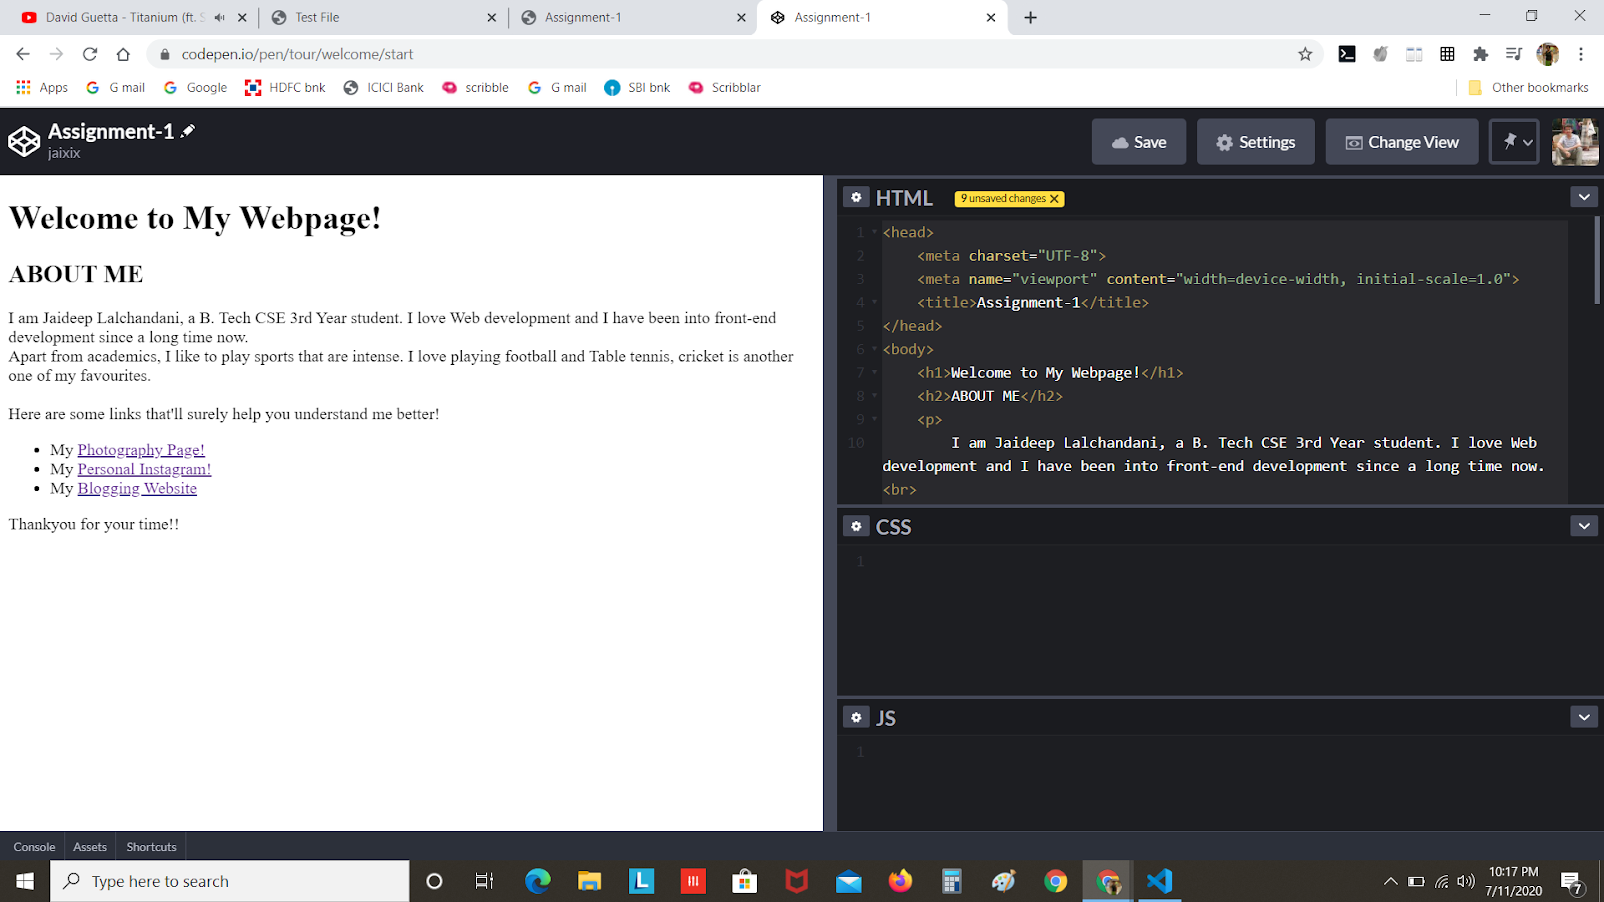 David Guetta - Titanium (ft. S
Test File
Assignment-1
Assignment-1
codepen.io/pen/tour/welcome/start
Apps
G mail
Google
HDFC bnk
ICICI Bank
scribble
G mail
SBI bnk
Scribblar
Other bookmarks
Assignment-1
jaixix
Save
Settings
Change View
Welcome to My Webpage!
ABOUT ME
I am Jaideep Lalchandani, a B. Tech CSE 3rd Year student. I love Web development and I have been into front-end
development since a long time now.
Apart from academics, I like to play sports that are intense. I love playing football and Table tennis, cricket is another
one of my favourites.
Here are some links that'll surely help you understand me better!
• My Photography Page!
• My Personal Instagram!
• My Blogging Website
Thankyou for your time!!
HTML
9 unsaved changes X
1 <head>
2 <meta charset="UTF-8">
3 <meta name="viewport" content="width=device-width, initial-scale=1.0">
4 <title>Assignment-1</title>
5 </head>
6 <body>
7 <h1>Welcome to My Webpage!</h1>
8 <h2>ABOUT ME</h2>
9 <p>
10 I am Jaideep Lalchandani, a B. Tech CSE 3rd Year student. I love Web
development and I have been into front-end development since a long time now.
<br>
CSS
1
JS
1
Console
Assets
Shortcuts
Type here to search
L
10:17 PM
7/11/2020
7